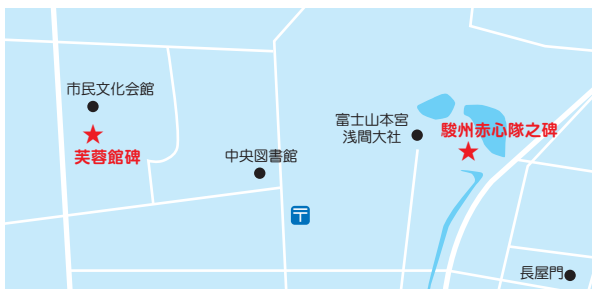 市民文化会館
芙蓉館碑
中央図書館
富士山本宮
浅間大社
駿州赤心隊之碑
長屋門